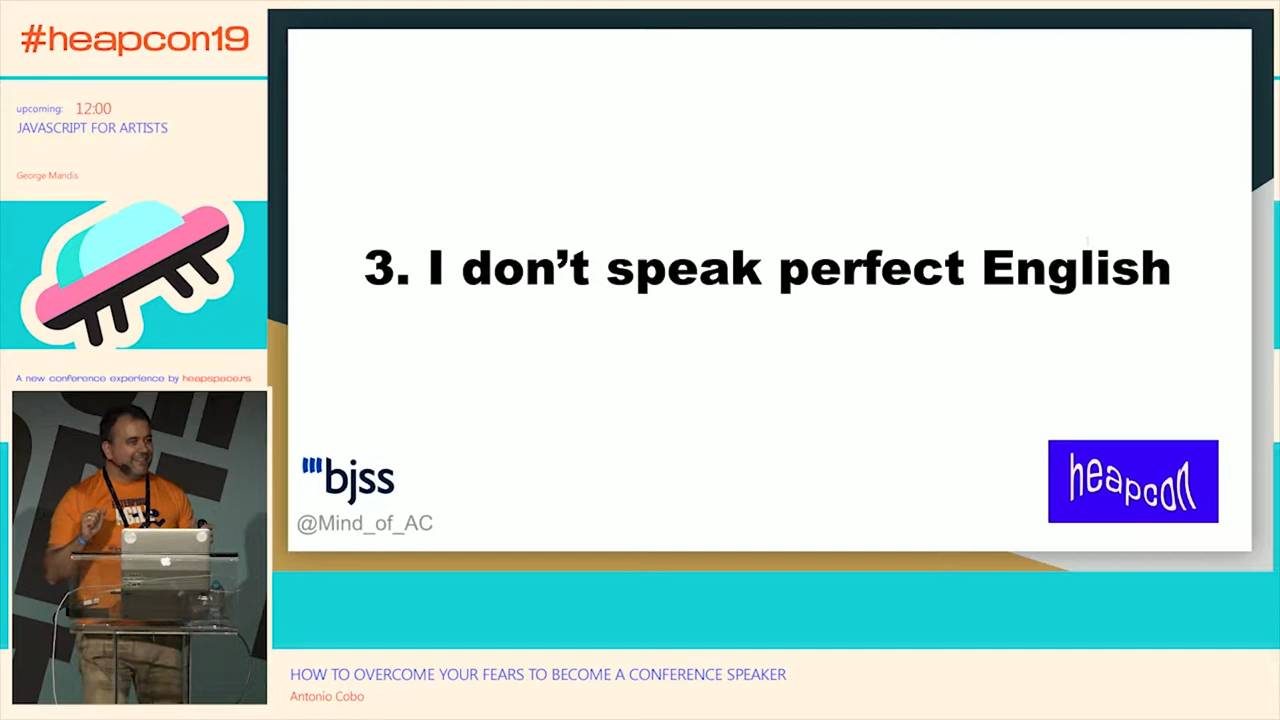 #heapcon19
upcoming: 12:00
JAVASCRIPT FOR ARTISTS
George Mandis
A new conference experience by heapspace.rs
3. I don’t speak perfect English
bjss
@Mind_of_AC
heapcon
HOW TO OVERCOME YOUR FEARS TO BECOME A CONFERENCE SPEAKER
Antonio Cobo